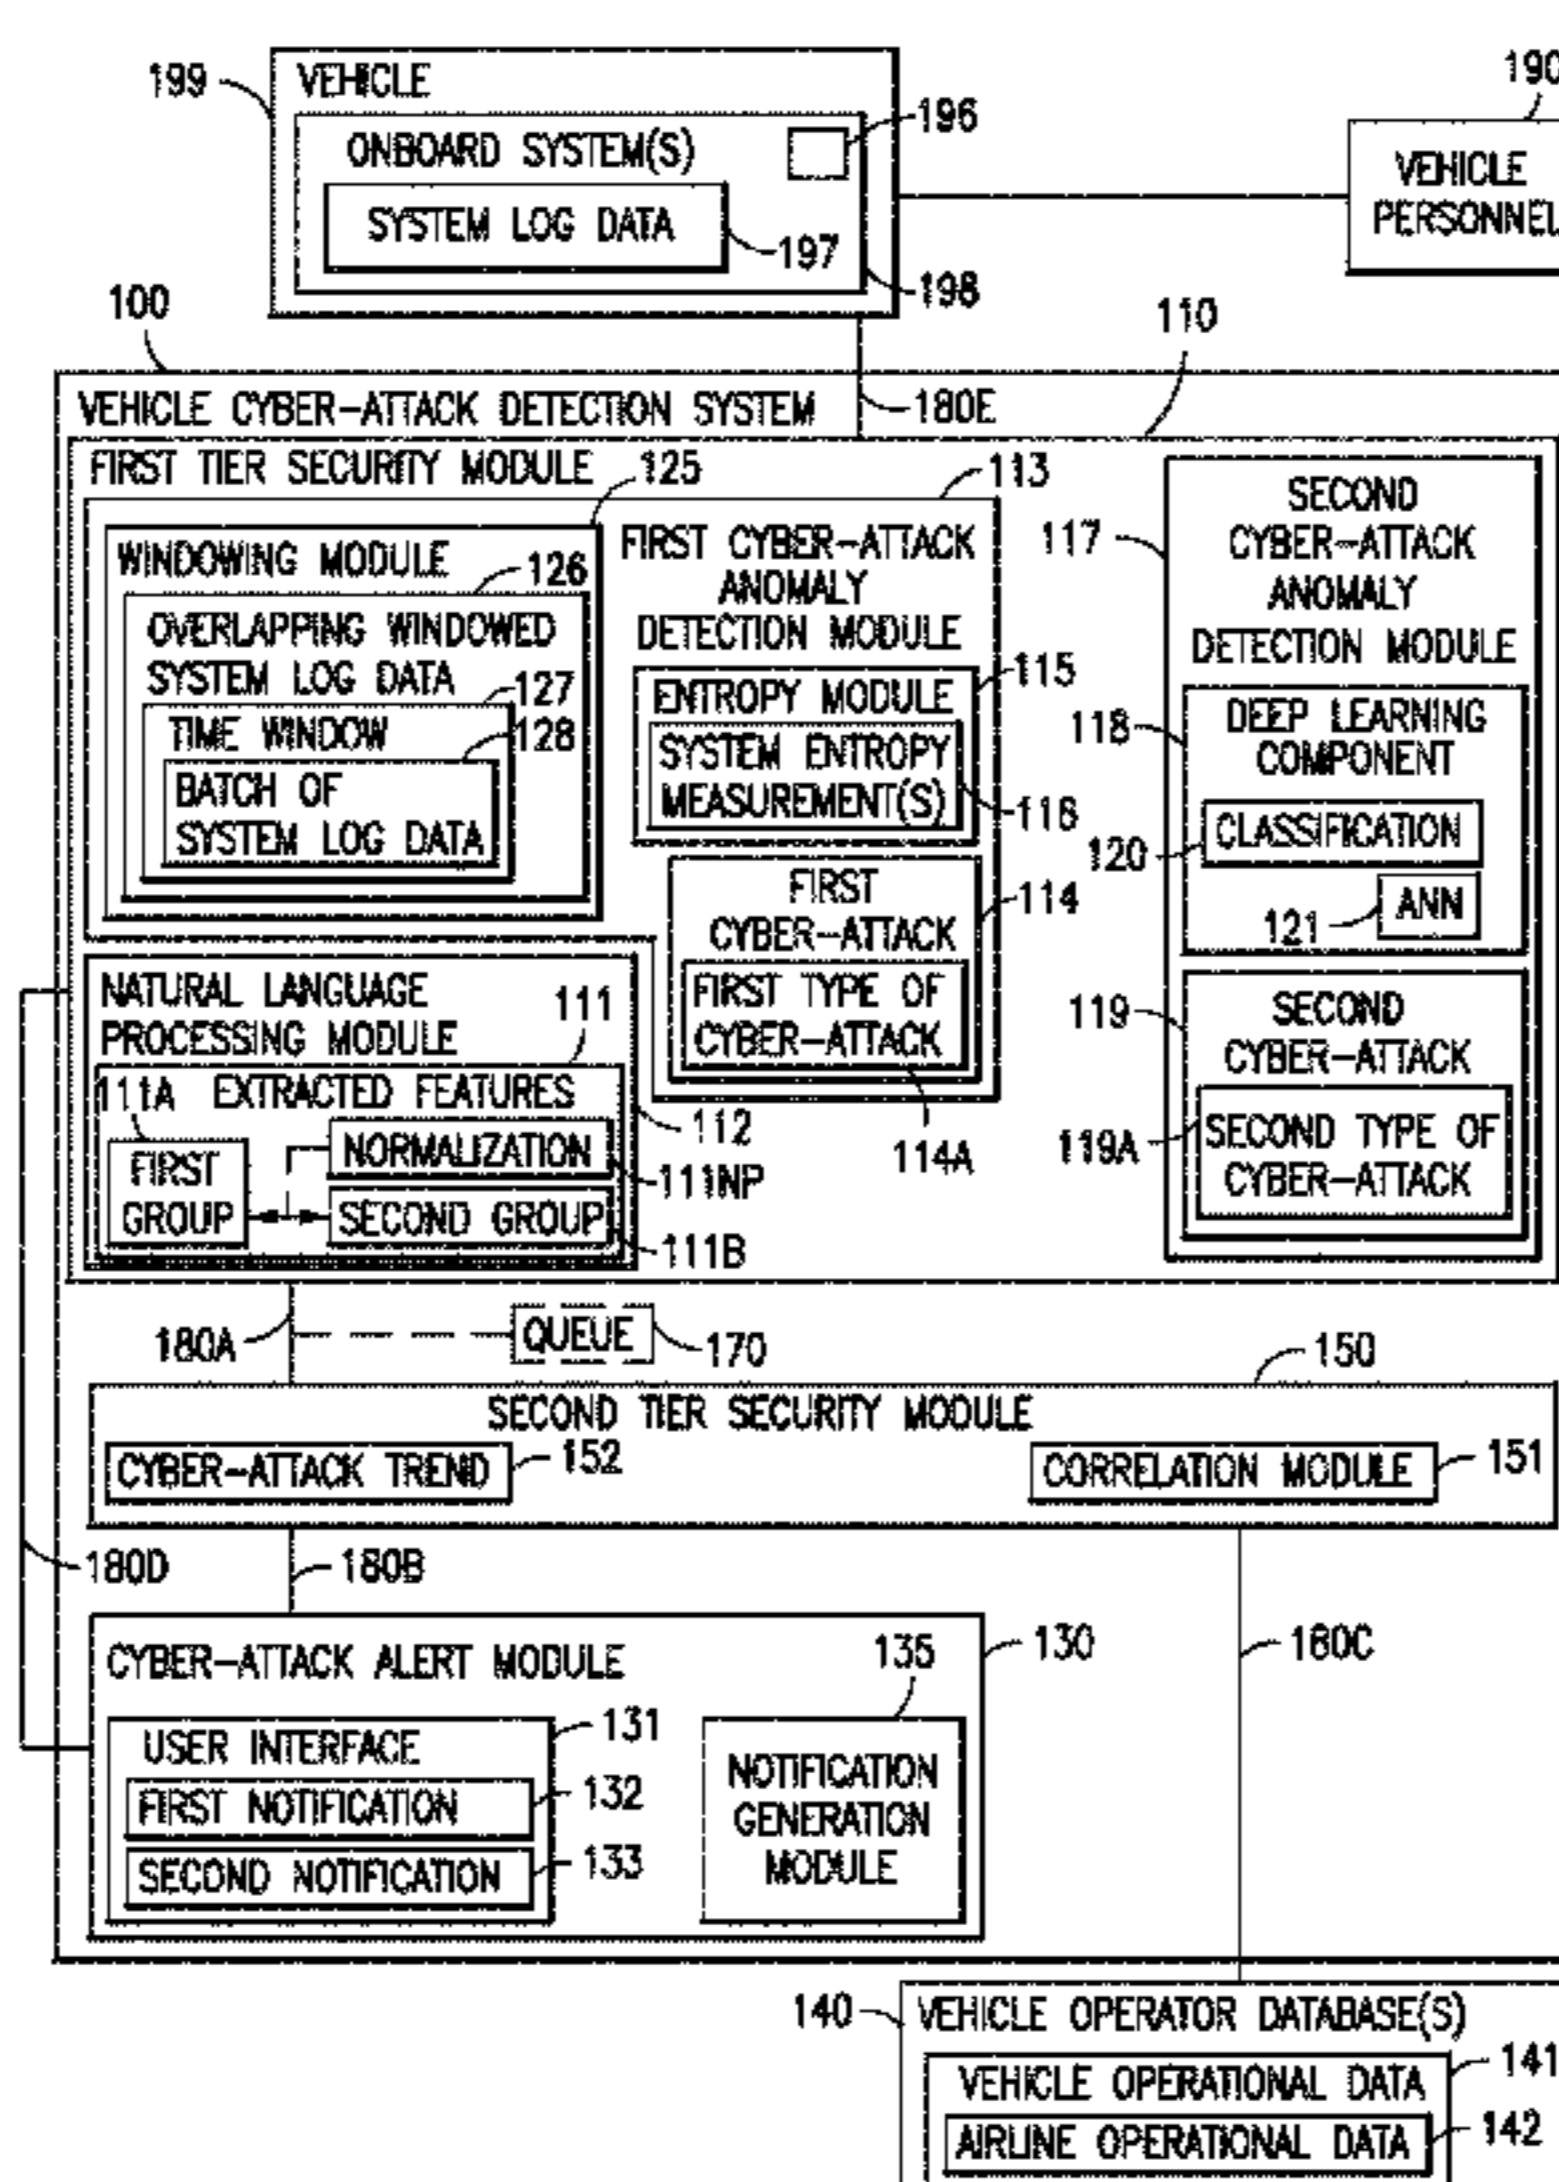 199
VEHICLE
ONBOARD SYSTEM(S)
196
SYSTEM LOG DATA
197
198
190
VEHICLE
PERSONNEL
100
110
180E
VEHICLE CYBER-ATTACK DETECTION SYSTEM
FIRST TIER SECURITY MODULE
125
113
WINDOWING MODULE
126
OVERLAPPING WINDOWED
SYSTEM LOG DATA
127
TIME WINDOW
128
BATCH OF
SYSTEM LOG DATA
FIRST CYBER-ATTACK
ANOMALY
DETECTION MODULE
115
ENTROPY MODULE
SYSTEM ENTROPY
MEASUREMENT(S)
116
FIRST
CYBER-ATTACK
114
FIRST TYPE OF
CYBER-ATTACK
114A
117
SECOND
CYBER-ATTACK
ANOMALY
DETECTION MODULE
118
DEEP LEARNING
COMPONENT
CLASSIFICATION
120
ANN
121
119
SECOND
CYBER-ATTACK
119A
SECOND TYPE OF
CYBER-ATTACK
NATURAL LANGUAGE
PROCESSING MODULE
111
111A
EXTRACTED FEATURES
112
FIRST
GROUP
NORMALIZATION
111NP
SECOND GROUP
111B
180A
QUEUE
170
150
SECOND TIER SECURITY MODULE
CYBER-ATTACK TREND
152
CORRELATION MODULE
151
180D
180B
180C
CYBER-ATTACK ALERT MODULE
135
130
USER INTERFACE
131
FIRST NOTIFICATION
132
SECOND NOTIFICATION
133
NOTIFICATION
GENERATION
MODULE
140
VEHICLE OPERATOR DATABASE(S)
VEHICLE OPERATIONAL DATA
141
AIRLINE OPERATIONAL DATA
142